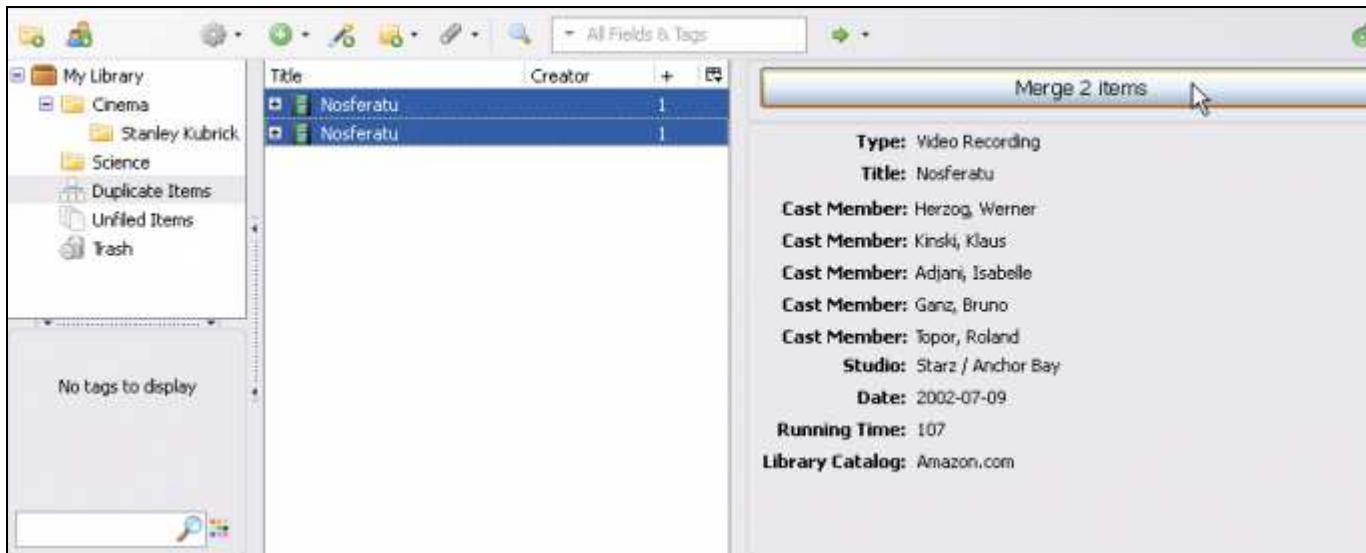 All Fields & Tags
My Library
Cinema
Stanley Kubrick
Science
Duplicate Items
Unfiled Items
Trash
No tags to display
Title Creator +
Nosferatu 1
Nosferatu 1
Merge 2 items
Type: Video Recording
Title: Nosferatu
Cast Member: Herzog, Werner
Cast Member: Kinski, Klaus
Cast Member: Adjani, Isabelle
Cast Member: Ganz, Bruno
Cast Member: Topor, Roland
Studio: Starz / Anchor Bay
Date: 2002-07-09
Running Time: 107
Library Catalog: Amazon.com